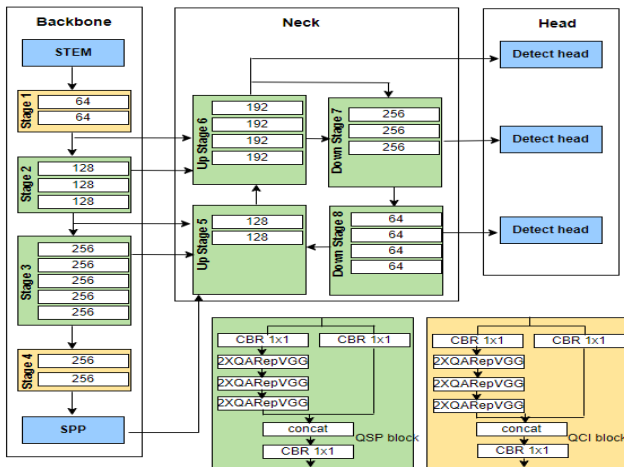 Backbone
STEM
Stage 1
64
64
Stage 2
128
128
128
Stage 3
256
256
256
256
256
Stage 4
256
256
SPP
Neck
Up Stage 6
192
192
192
192
Down Stage 7
256
256
256
Up Stage 5
128
128
Down Stage 8
64
64
64
64
Head
Detect head
Detect head
Detect head
CBR 1x1
CBR 1x1
2XQARepVGG
2XQARepVGG
2XQARepVGG
concat
QSP block
CBR 1x1
CBR 1x1
CBR 1x1
2XQARepVGG
2XQARepVGG
2XQARepVGG
concat
QCI block
CBR 1x1